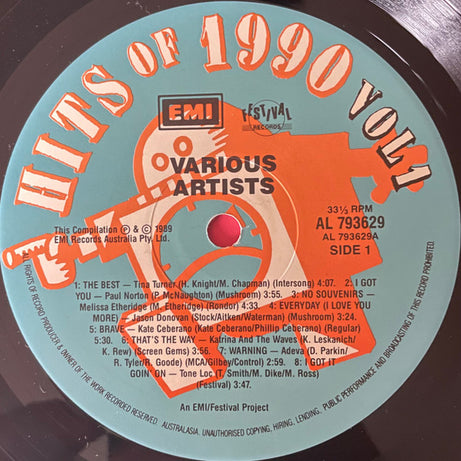 HITS OF 1990 VOL 1
EMI
FESTIVAL
RECORDS
VARIOUS
ARTISTS
This Compilation Ⓟ & © 1989
EMI Records Australia Pty. Ltd.
33⅓ RPM
AL 793629
AL 793629A
SIDE 1
1: THE BEST – Tina Turner (H. Knight/M. Chapman) (Intersong) 4:07. 2: I GOT
YOU – Paul Norton (P. McNaughton) (Mushroom) 3:55. 3: NO SOUVENIRS –
Melissa Etheridge (M. Etheridge) (Rondor) 4:33. 4: EVERYDAY (I LOVE YOU
MORE) – Jason Donovan (Stock/Aitken/Waterman) (Mushroom) 3:24.
5: BRAVE – Kate Ceberano (Kate Ceberano/Phillip Ceberano) (Regular)
5:30. 6: THAT'S THE WAY – Katrina And The Waves (K. Leskanich/
K. Rew) (Screen Gems) 3:56. 7: WARNING – Adeva (D. Parkin/
R. Tyler/R. Goode) (MCA/Gibey/Control) 3:21. 8: I GOT IT
GOIN' ON – Tone Loc (T. Smith/M. Dike/M. Ross)
(Festival) 3:47.
An EMI/Festival Project
ALL RIGHTS OF RECORD PRODUCER & OWNER OF THE WORK RECORDED RESERVED. AUSTRALASIA. UNAUTHORISED COPYING, HIRING, LENDING, PUBLIC PERFORMANCE AND BROADCASTING OF THIS RECORD PROHIBITED.